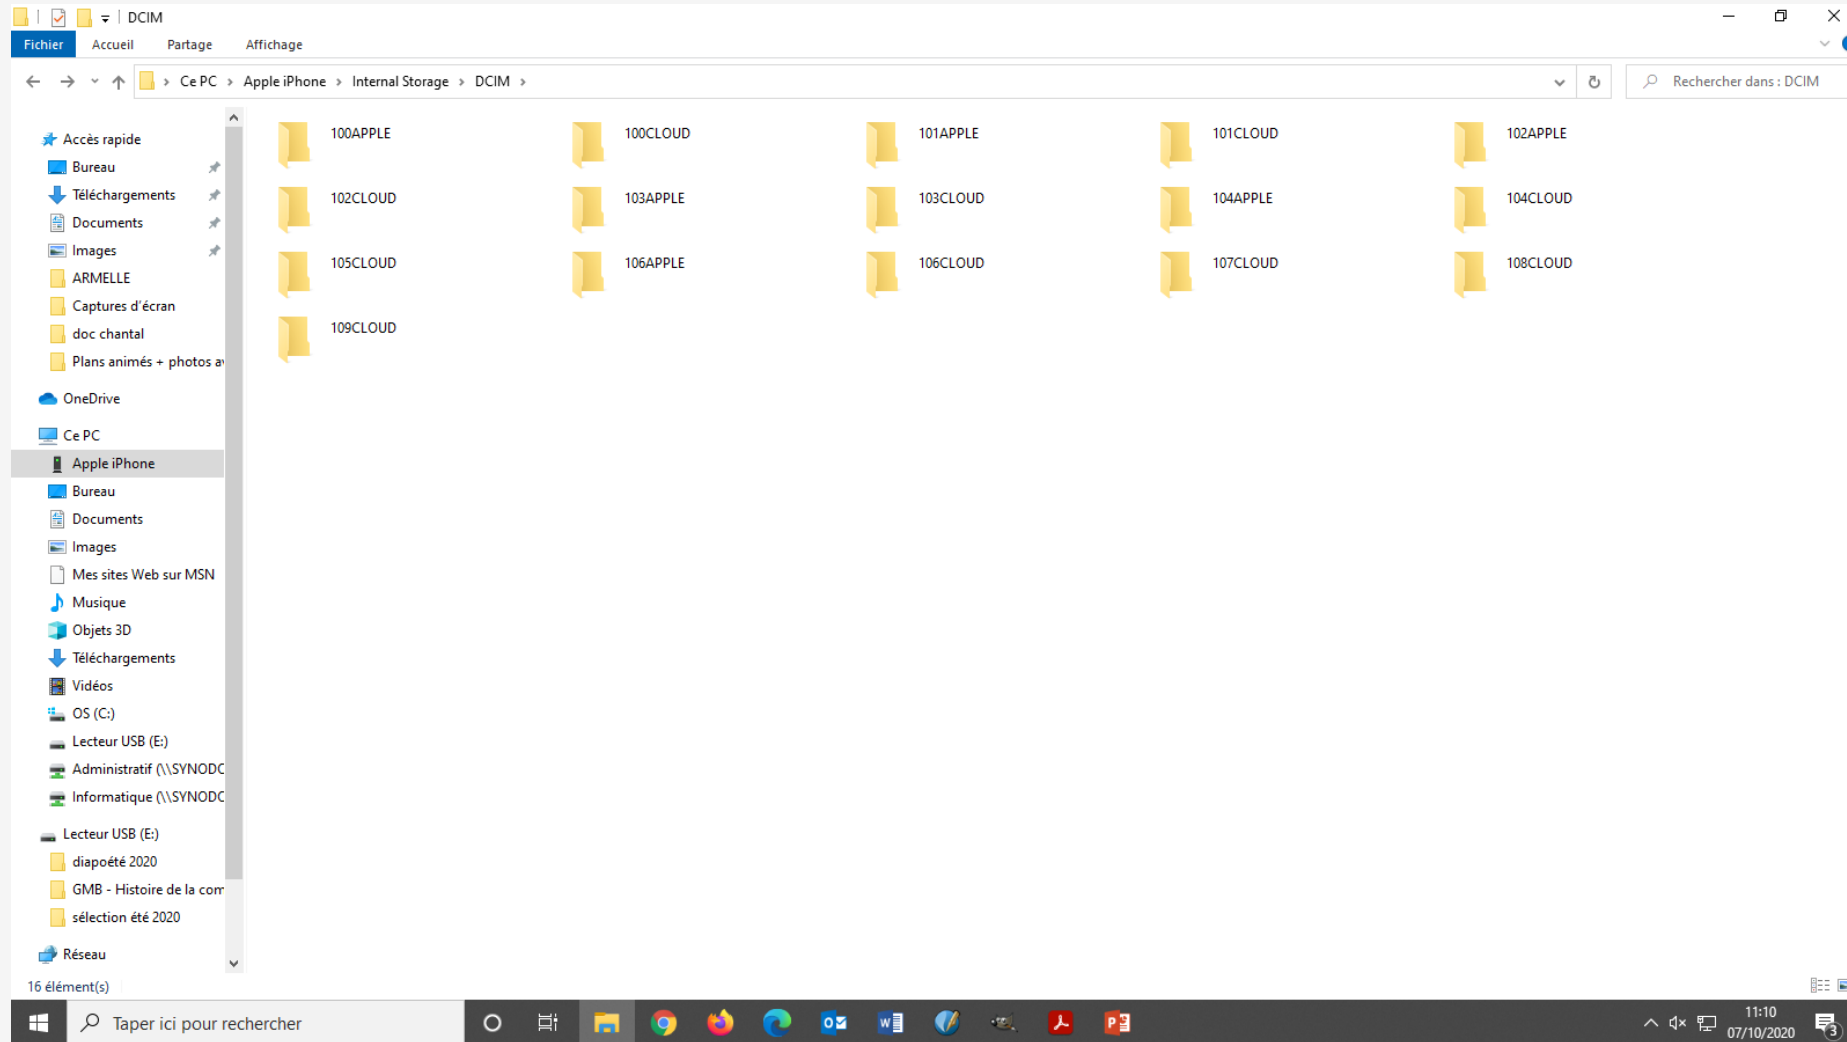 DCIM
Fichier Accueil Partage Affichage
Ce PC › Apple iPhone › Internal Storage › DCIM ›
Rechercher dans : DCIM
Accès rapide
Bureau
Téléchargements
Documents
Images
ARMELLE
Captures d'écran
doc chantal
Plans animés + photos a
OneDrive
Ce PC
Apple iPhone
Bureau
Documents
Images
Mes sites Web sur MSN
Musique
Objets 3D
Téléchargements
Vidéos
OS (C:)
Lecteur USB (E:)
Administratif (\\SYNOD
Informatique (\\SYNOD
Lecteur USB (E:)
diapoété 2020
GMB - Histoire de la com
sélection été 2020
Réseau
100APPLE 100CLOUD 101APPLE 101CLOUD 102APPLE
102CLOUD 103APPLE 103CLOUD 104APPLE 104CLOUD
105CLOUD 106APPLE 106CLOUD 107CLOUD 108CLOUD
109CLOUD
16 élément(s)
Taper ici pour rechercher
11:10
07/10/2020
3